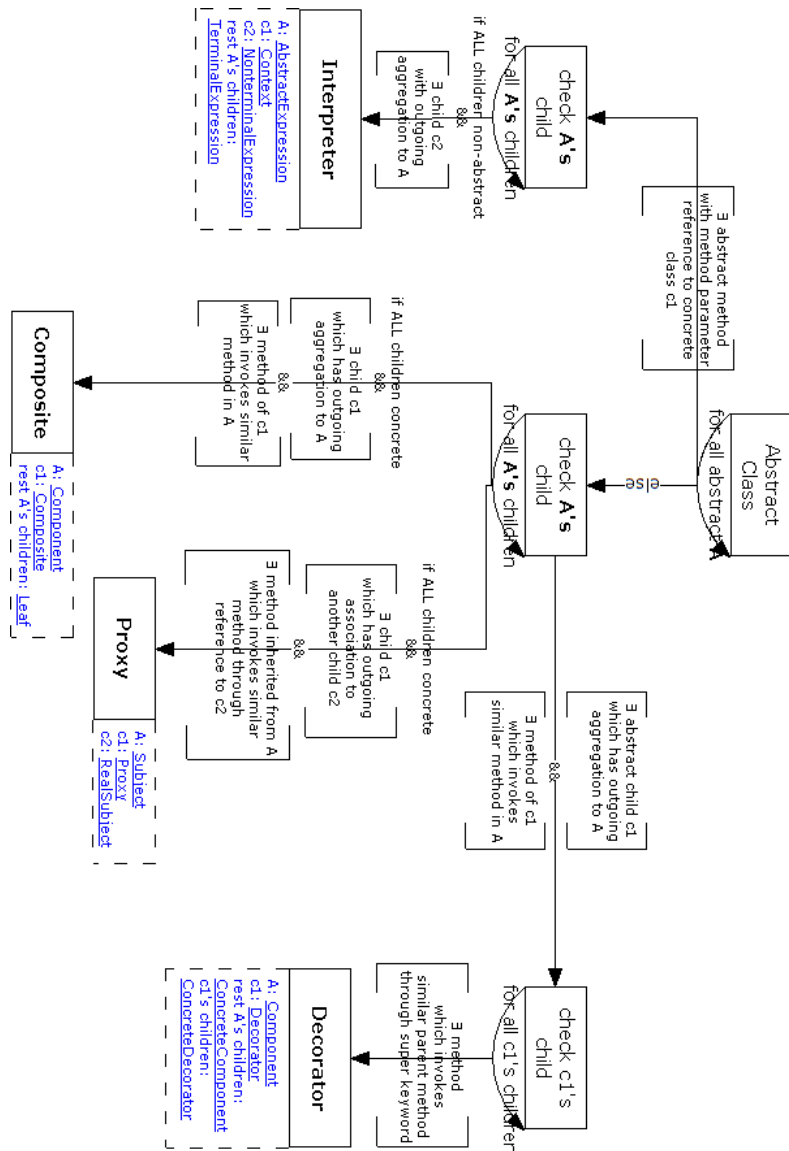 Abstract
Class
for all abstract A
∃ abstract method
with method parameter
reference to concrete
class c1
else
check A's
child
for all A's children
if ALL children non-abstract
&&
∃ child c2
with outgoing
aggregation to A
Interpreter
A: AbstractExpression
c1: Context
c2: NonterminalExpression
rest A's children:
TerminalExpression
check A's
child
for all A's children
if ALL children concrete
&&
∃ child c1
which has outgoing
aggregation to A
&&
∃ method of c1
which invokes similar
method in A
Composite
A: Component
c1: Composite
rest A's children: Leaf
if ALL children concrete
&&
∃ child c1
which has outgoing
association to
another child c2
&&
∃ method inherited from A
which invokes similar
method through
reference to c2
Proxy
A: Subject
c1: Proxy
c2: RealSubject
∃ abstract child c1
which has outgoing
aggregation to A
&&
∃ method of c1
which invokes
similar method in A
check c1's
child
for all c1's children
∃ method
which invokes
similar parent method
through super keyword
Decorator
A: Component
c1: Decorator
rest A's children:
ConcreteComponent
c1's children:
ConcreteDecorator